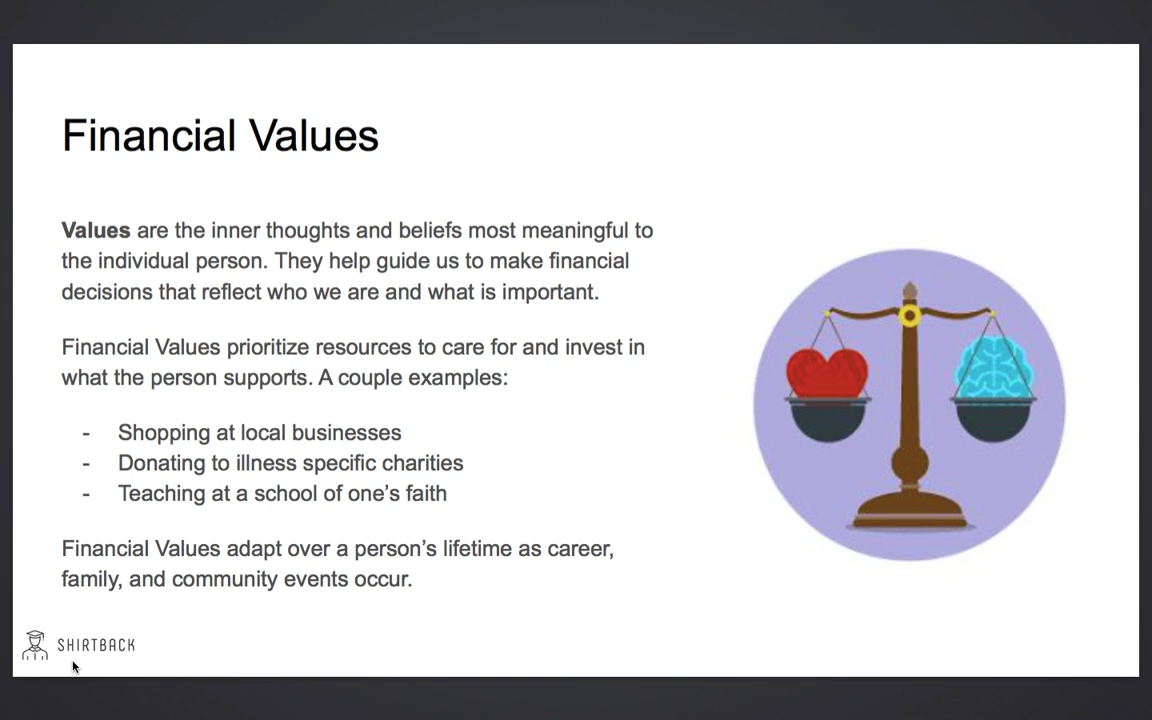 Financial Values
Values are the inner thoughts and beliefs most meaningful to
the individual person. They help guide us to make financial
decisions that reflect who we are and what is important.
Financial Values prioritize resources to care for and invest in
what the person supports. A couple examples:
- Shopping at local businesses
- Donating to illness specific charities
- Teaching at a school of one’s faith
Financial Values adapt over a person’s lifetime as career,
family, and community events occur.
SHIRTBACK